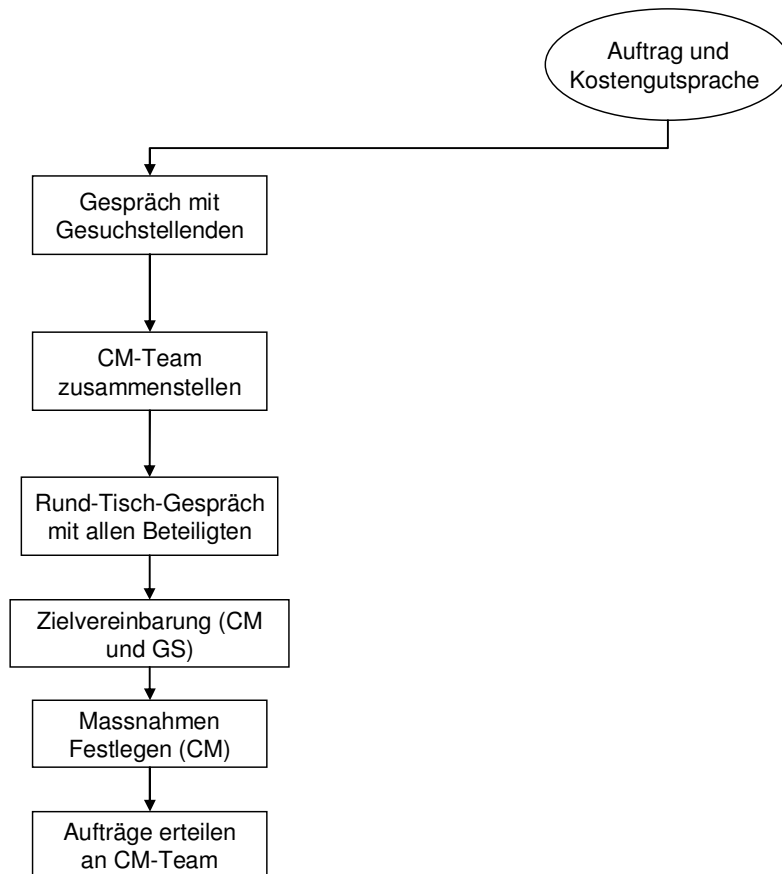 Auftrag und
Kostengutsprache
Gespräch mit
Gesuchstellenden
CM-Team
zusammenstellen
Rund-Tisch-Gespräch
mit allen Beteiligten
Zielvereinbarung (CM
und GS)
Massnahmen
Festlegen (CM)
Aufträge erteilen
an CM-Team